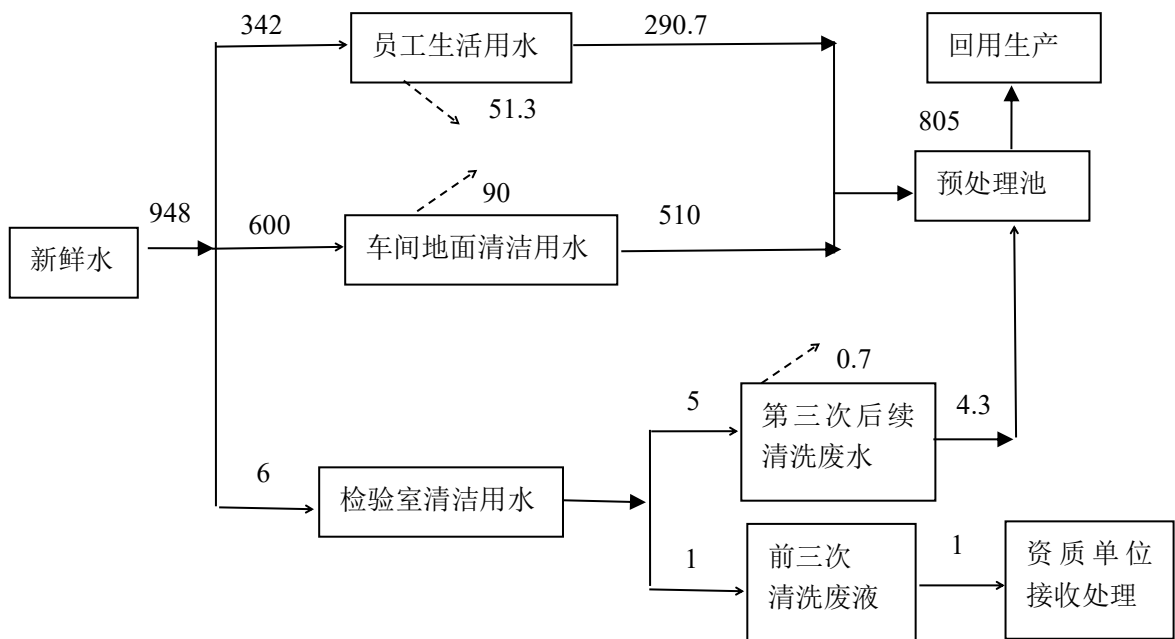 342
员工生活用水
290.7
回用生产
51.3
805
预处理池
90
948
600
车间地面清洁用水
510
新鲜水
0.7
5
第三次后续
清洗废水
4.3
6
检验室清洁用水
1
前三次
清洗废液
1
资质单位
接收处理